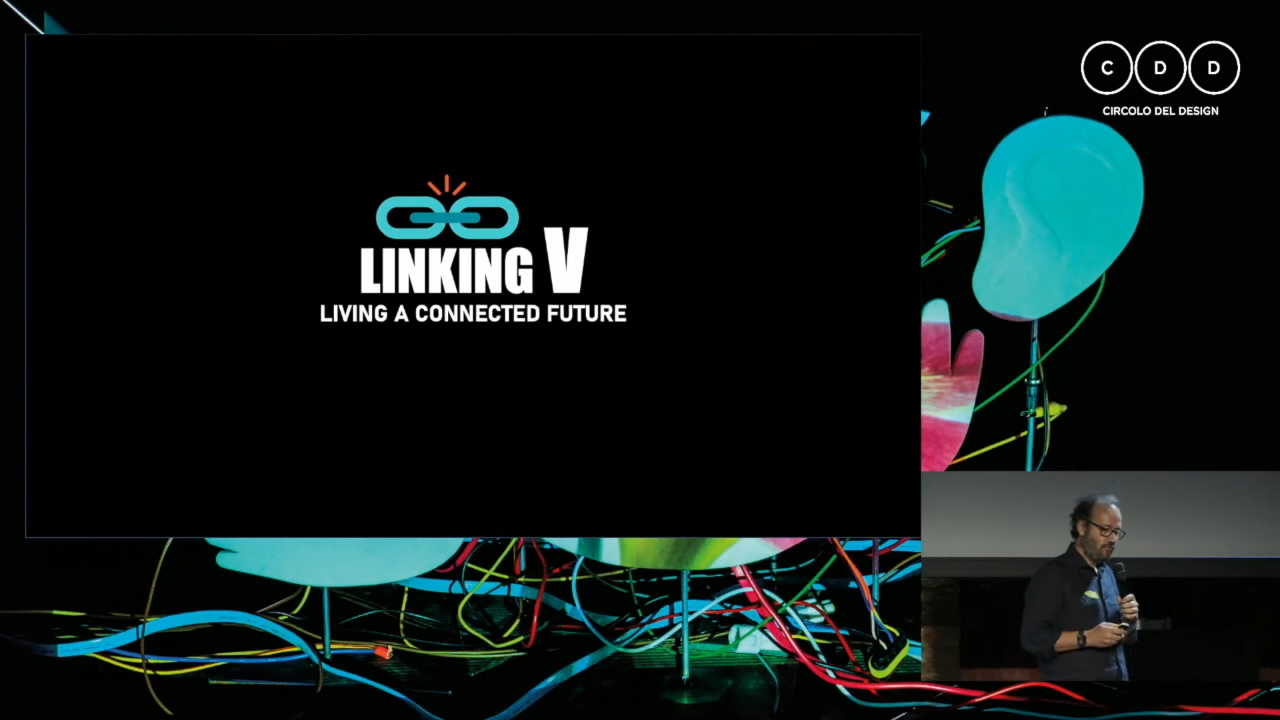 C D D
CIRCOLO DEL DESIGN
LINKING V
LIVING A CONNECTED FUTURE